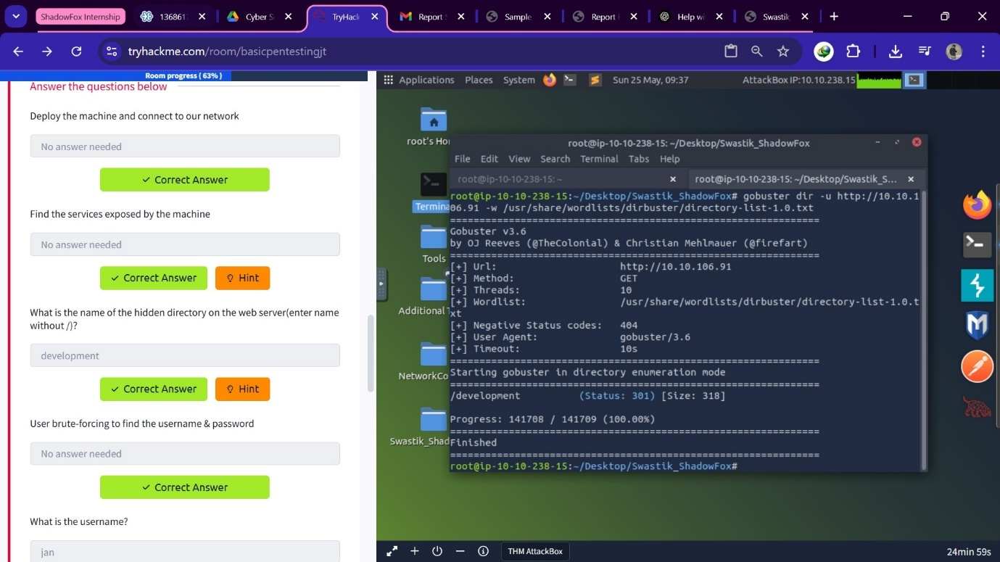 ShadowFox Internship
136861
Cyber S
TryHack
Report
Sample
Report
Help wi
Swastik
tryhackme.com/room/basicpentestingjt
Room progress ( 63% )
Answer the questions below
Deploy the machine and connect to our network
No answer needed
Correct Answer
Find the services exposed by the machine
No answer needed
Correct Answer
Hint
What is the name of the hidden directory on the web server(enter name
without /)?
development
Correct Answer
Hint
User brute-forcing to find the username & password
No answer needed
Correct Answer
What is the username?
jan
Applications Places System
Sun 25 May, 09:37
AttackBox IP:10.10.238.15
root's Ho
Termina
Tools
Additional
NetworkCo
Swastik_Shad
root@ip-10-10-238-15: ~/Desktop/Swastik_ShadowFox
File Edit View Search Terminal Tabs Help
root@ip-10-10-238-15: ~
root@ip-10-10-238-15: ~/Desktop/Swastik_S...
root@ip-10-10-238-15:~/Desktop/Swastik_ShadowFox# gobuster dir -u http://10.10.1
06.91 -w /usr/share/wordlists/dirbuster/directory-list-1.0.txt
===============================================================
Gobuster v3.6
by OJ Reeves (@TheColonial) & Christian Mehlmauer (@firefart)
===============================================================
[+] Url: http://10.10.106.91
[+] Method: GET
[+] Threads: 10
[+] Wordlist: /usr/share/wordlists/dirbuster/directory-list-1.0.t
xt
[+] Negative Status codes: 404
[+] User Agent: gobuster/3.6
[+] Timeout: 10s
===============================================================
Starting gobuster in directory enumeration mode
===============================================================
/development (Status: 301) [Size: 318]
Progress: 141708 / 141709 (100.00%)
===============================================================
Finished
===============================================================
root@ip-10-10-238-15:~/Desktop/Swastik_ShadowFox#
THM AttackBox
24min 59s